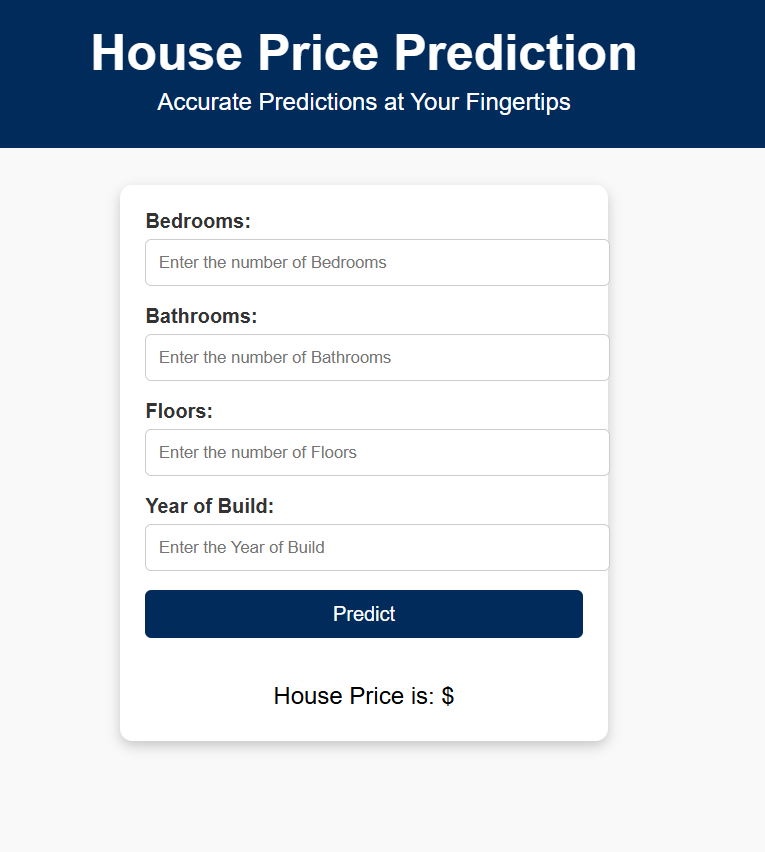 House Price Prediction
Accurate Predictions at Your Fingertips
Bedrooms:
Enter the number of Bedrooms
Bathrooms:
Enter the number of Bathrooms
Floors:
Enter the number of Floors
Year of Build:
Enter the Year of Build
Predict
House Price is: $